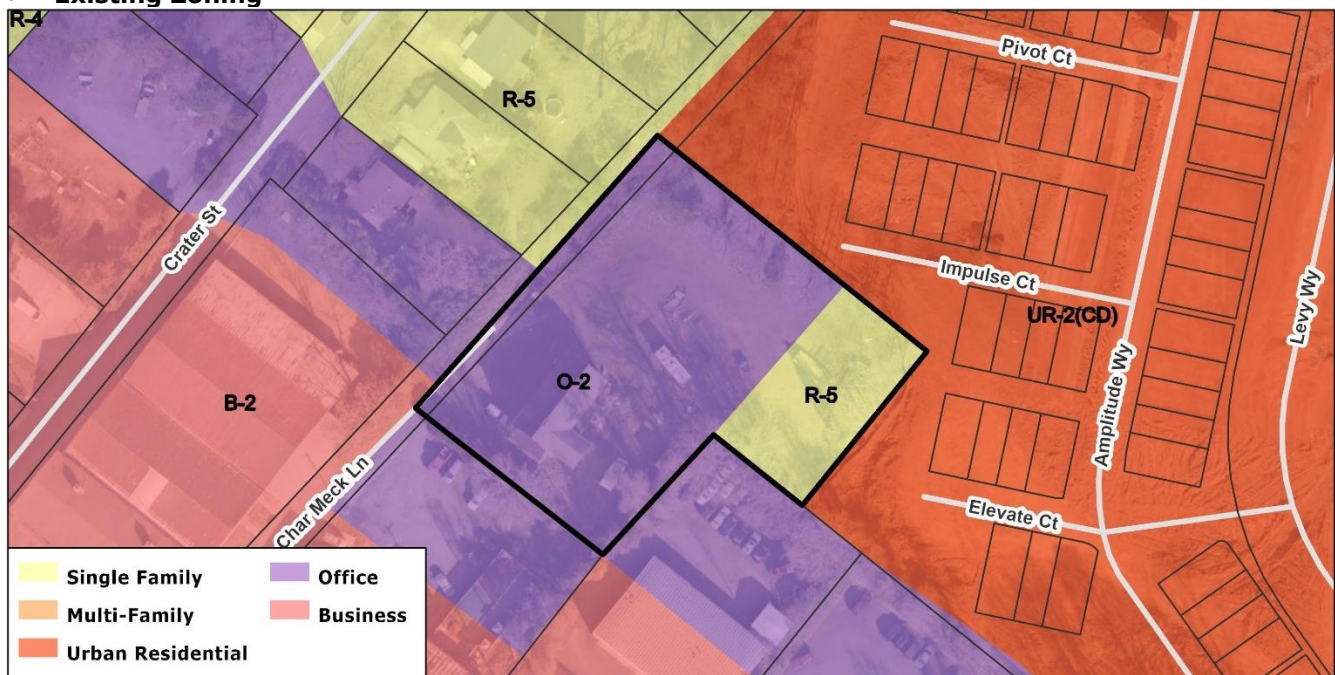 Existing Zoning
R-4
Pivot Ct
R-5
Crater St
Impulse Ct
UR-2(CD)
Levy Wy
O-2
R-5
B-2
Amplitude Wy
Char Meck Ln
Elevate Ct
Single Family
Multi-Family
Urban Residential
Office
Business